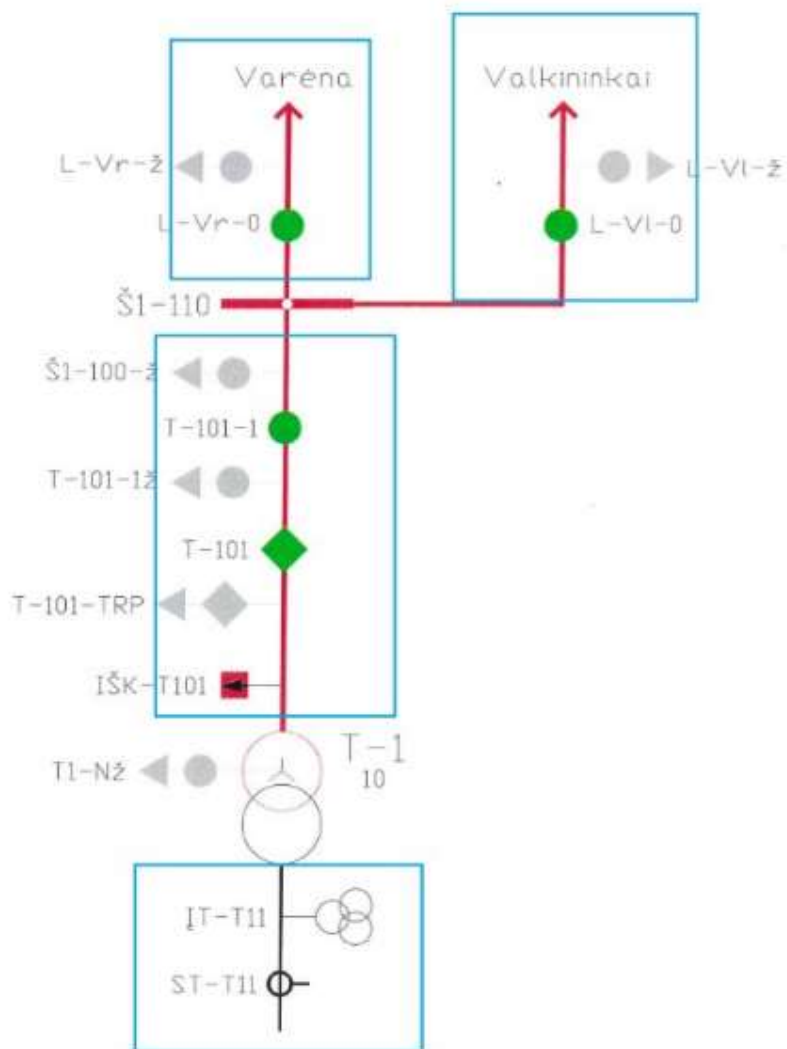 Varėna
Valkininkai
L-Vr-ž
L-Vl-ž
L-Vr-0
L-Vl-0
Š1-110
Š1-100-ž
T-101-1
T-101-1ž
T-101
T-101-TRP
IŠK-T101
T-1
T1-Nž
10
ĮT-T11
ST-T11